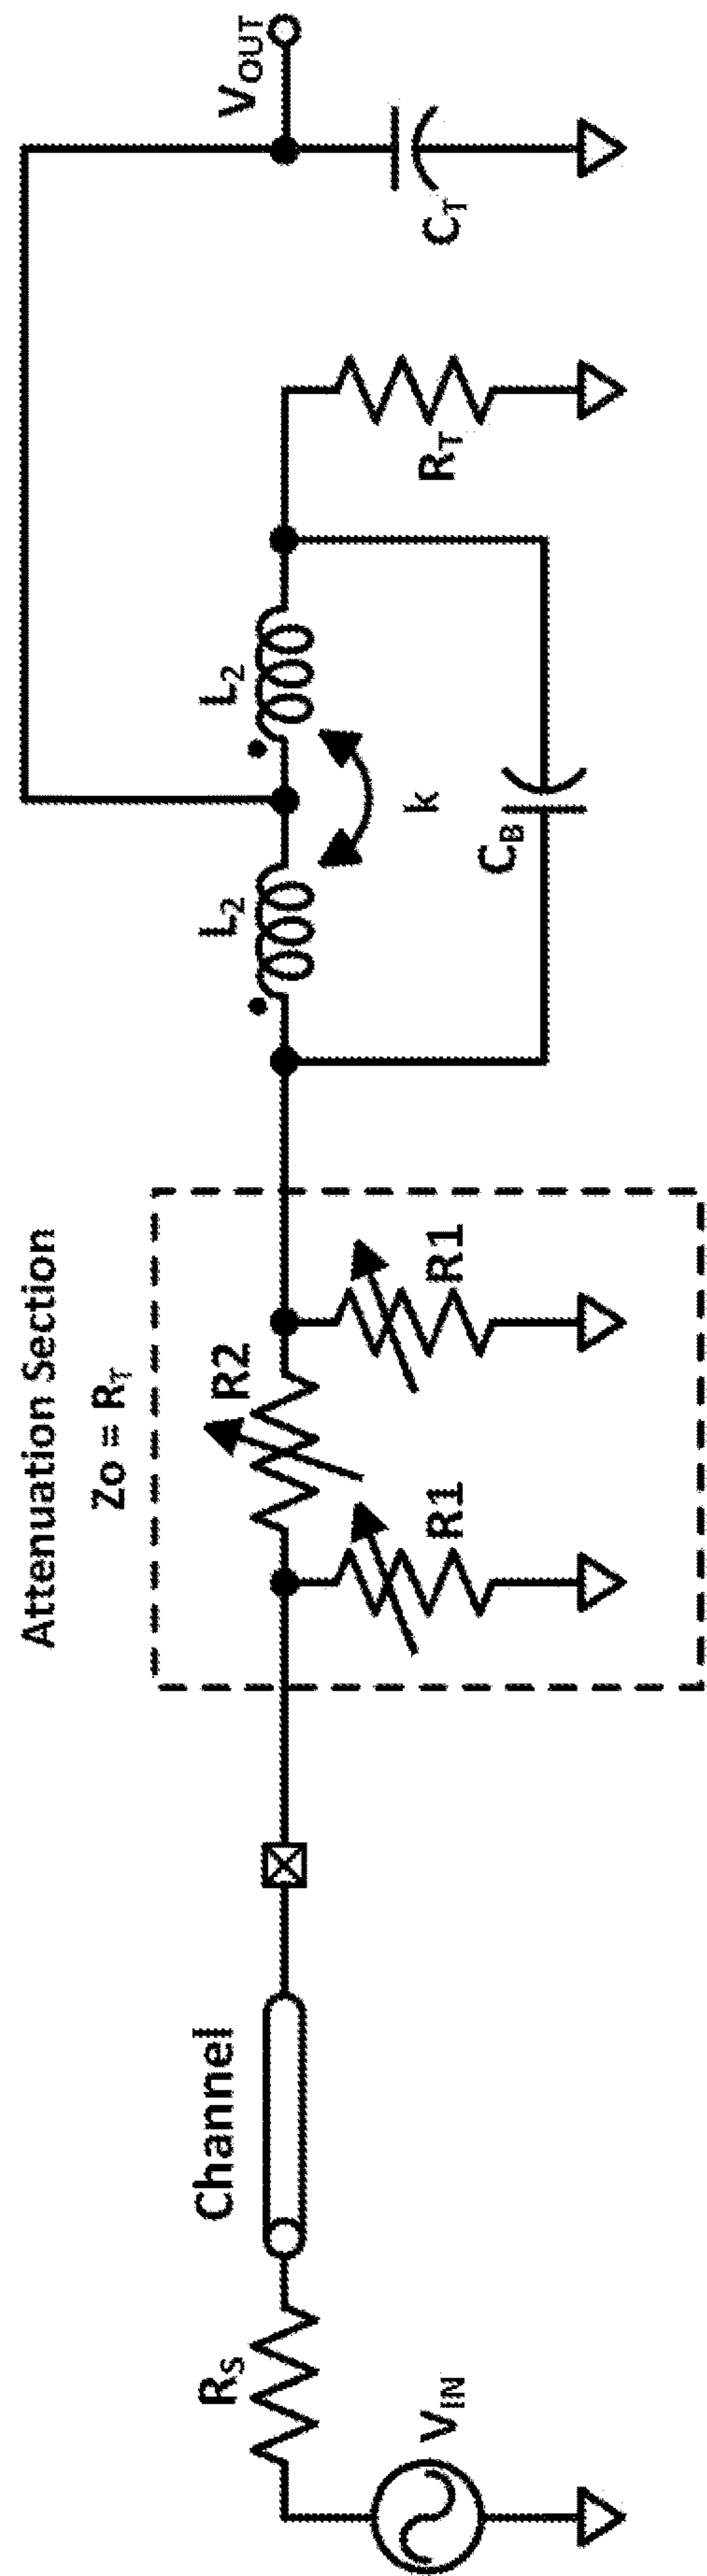 Attenuation Section
Zo = RT
RS
VIN
Channel
R1
R2
R1
L2
L2
k
CB
RT
CT
VOUT